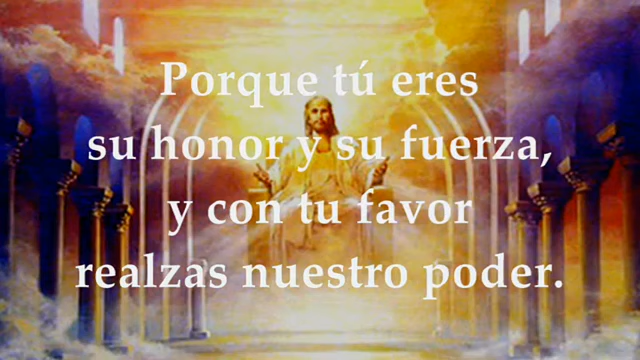 Porque tú eres
su honor y su fuerza,
y con tu favor
realzas nuestro poder.